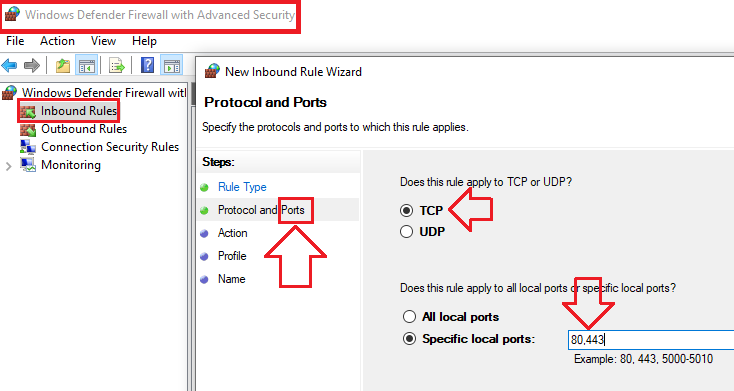 Windows Defender Firewall with Advanced Security
File Action View Help
Windows Defender Firewall with
Inbound Rules
Outbound Rules
Connection Security Rules
Monitoring
New Inbound Rule Wizard
Protocol and Ports
Specify the protocols and ports to which this rule applies.
Steps:
Rule Type
Protocol and Ports
Action
Profile
Name
Does this rule apply to TCP or UDP?
TCP
UDP
Does this rule apply to all local ports or specific local ports?
All local ports
Specific local ports:
80,443
Example: 80, 443, 5000-5010